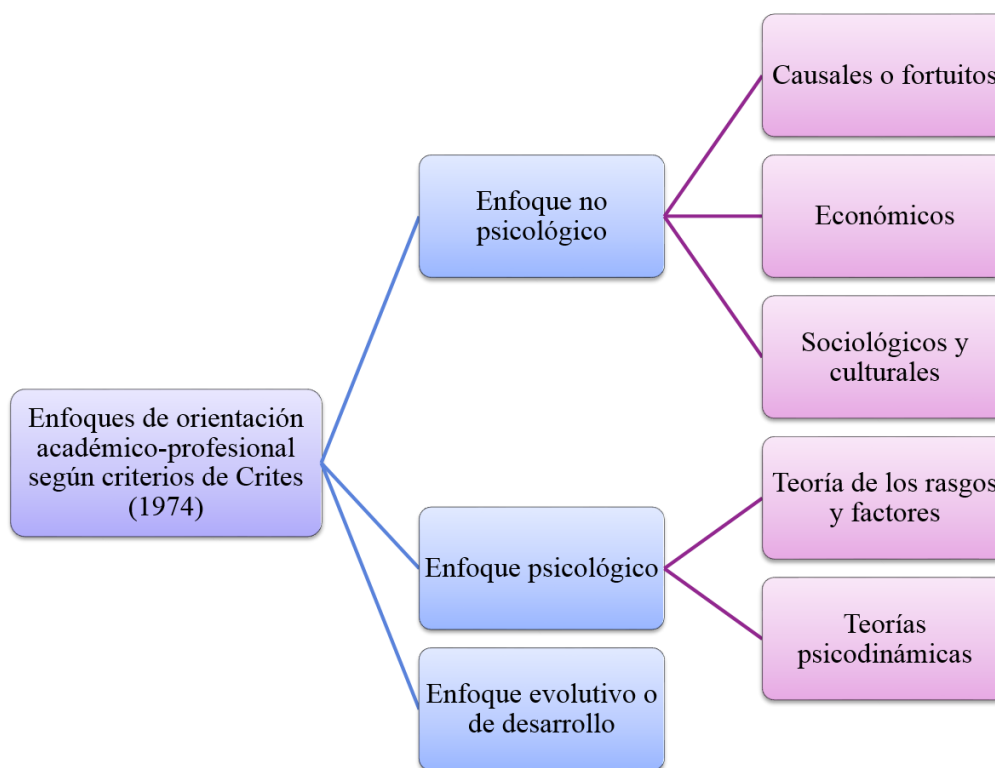 Enfoques de orientación
académico-profesional
según criterios de Crites
(1974)
Enfoque no
psicológico
Causales o fortuitos
Económicos
Sociológicos y
culturales
Enfoque psicológico
Teoría de los rasgos
y factores
Teorías
psicodinámicas
Enfoque evolutivo o
de desarrollo